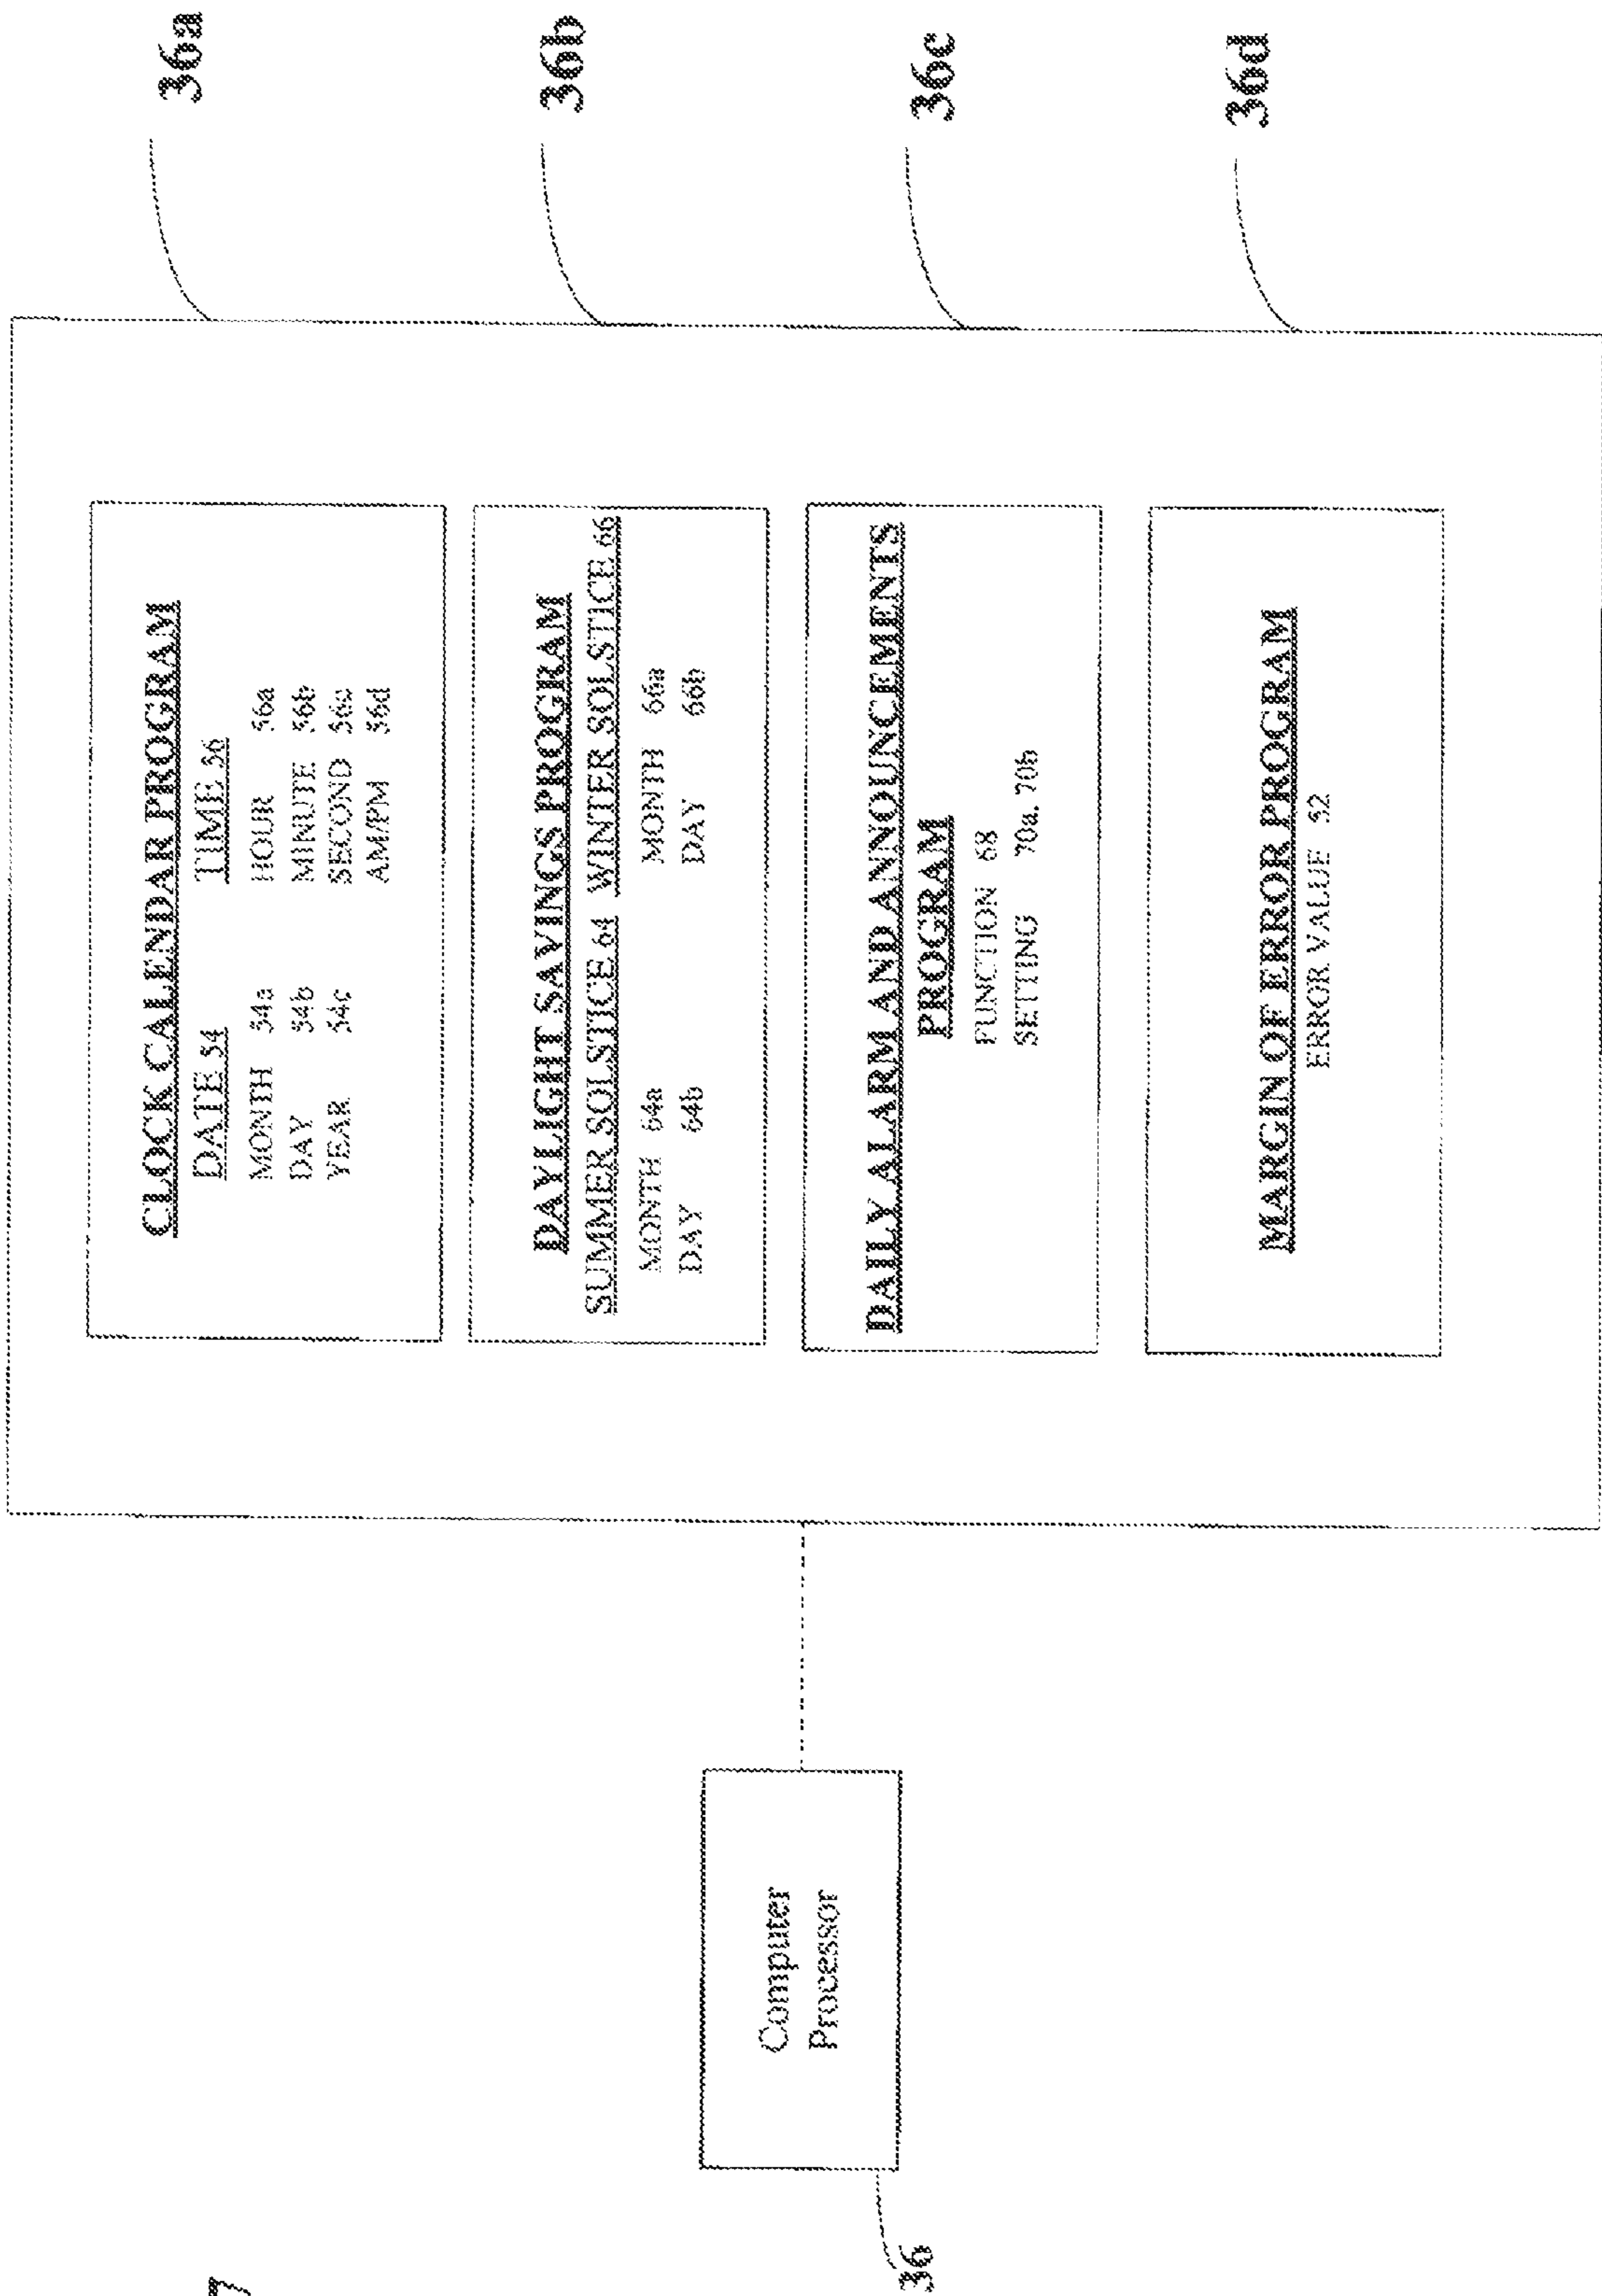 CLOCK CALENDAR PROGRAM
DATE 54 TIME 56
MONTH 54a HOUR 56a
DAY 54b MINUTE 56b
YEAR 54c SECOND 56c
AM/PM 56d
36a
DAYLIGHT SAVINGS PROGRAM
SUMMER SOLSTICE 64 WINTER SOLSTICE 66
MONTH 64a MONTH 66a
DAY 64b DAY 66b
36b
DAILY ALARM AND ANNOUNCEMENTS
PROGRAM
FUNCTION 68
SETTING 70a. 70b
36c
MARGIN OF ERROR PROGRAM
ERROR VALUE 52
36d
Computer
Processor
36
7